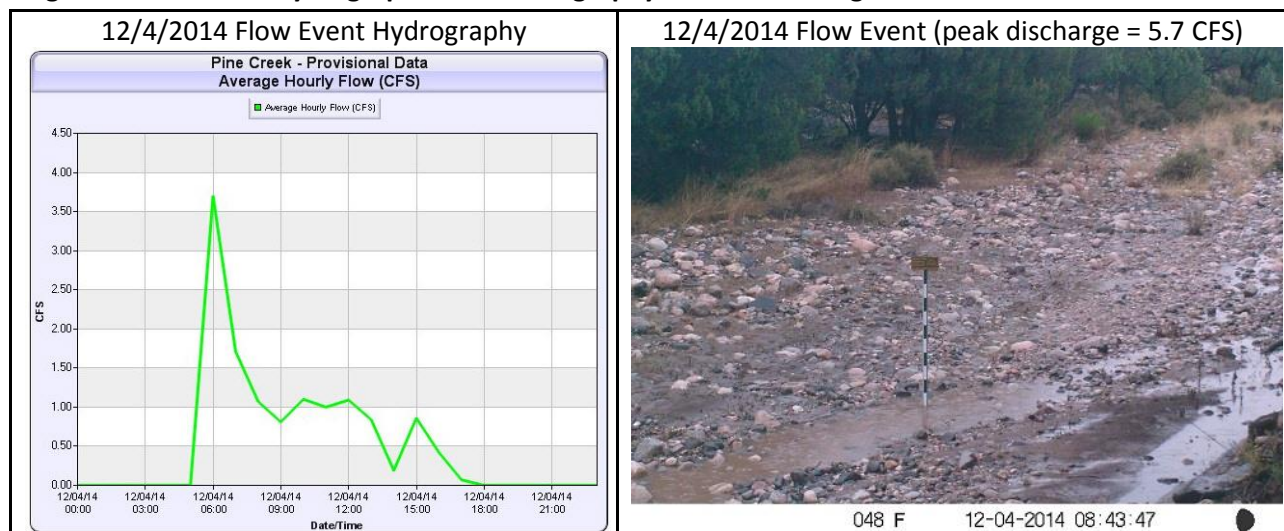 12/4/2014 Flow Event Hydrography
Pine Creek - Provisional Data
Average Hourly Flow (CFS)
Average Hourly Flow (CFS)
4.50
4.00
3.50
3.00
2.50
2.00
1.50
1.00
0.50
0.00
CFS
12/04/14 12/04/14 12/04/14 12/04/14 12/04/14 12/04/14 12/04/14 12/04/14
00:00 03:00 06:00 09:00 12:00 15:00 18:00 21:00
Date/Time
12/4/2014 Flow Event (peak discharge = 5.7 CFS)
048 F 12-04-2014 08:43:47